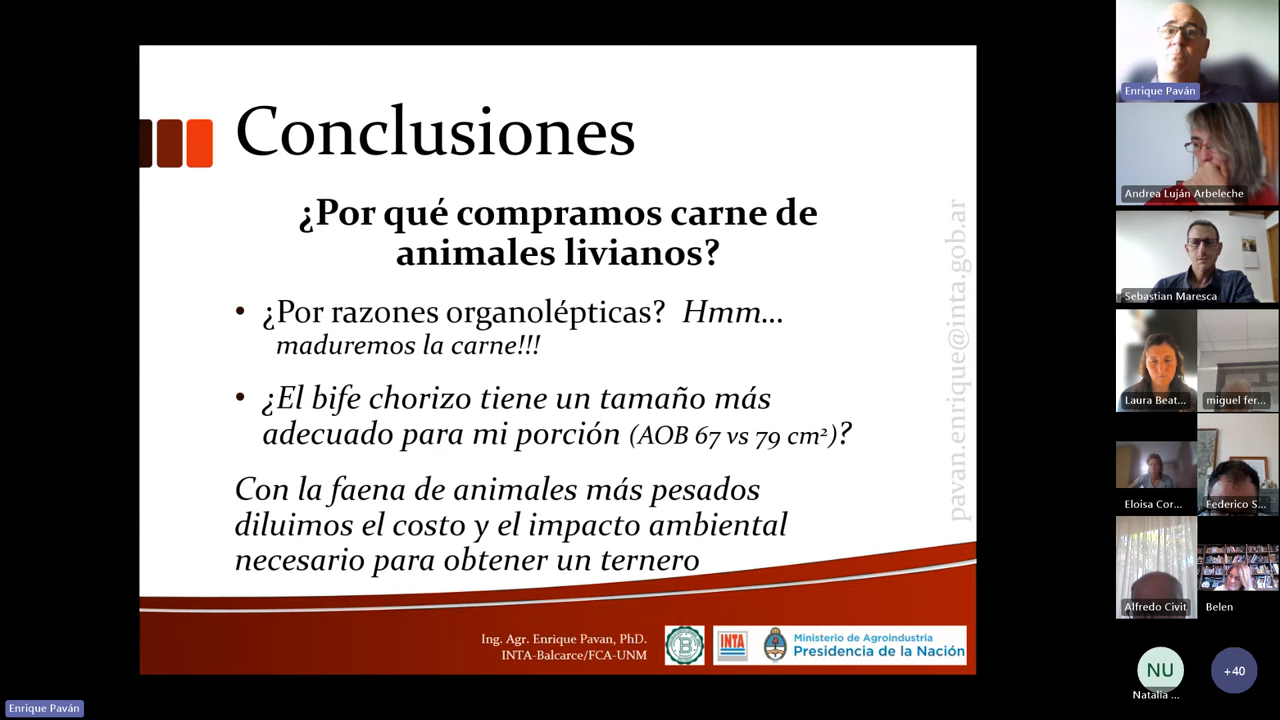 Conclusiones
¿Por qué compramos carne de
animales livianos?
• ¿Por razones organolépticas? Hmm...
maduremos la carne!!!
• ¿El bife chorizo tiene un tamaño más
adecuado para mi porción (AOB 67 vs 79 cm²)?
Con la faena de animales más pesados
diluimos el costo y el impacto ambiental
necesario para obtener un ternero
pavan.enrique@inta.gob.ar
Ing. Agr. Enrique Pavan, PhD.
INTA-Balcarce/FCA-UNM
B
INTA
Ministerio de Agroindustria
Presidencia de la Nación
Enrique Paván
Andrea Luján Arbeleche
Sebastian Maresca
Laura Beat...
miguel fer...
Eloisa Cor...
Federico S...
Alfredo Civit
Belen
NU
Natalia ...
+40
Enrique Paván